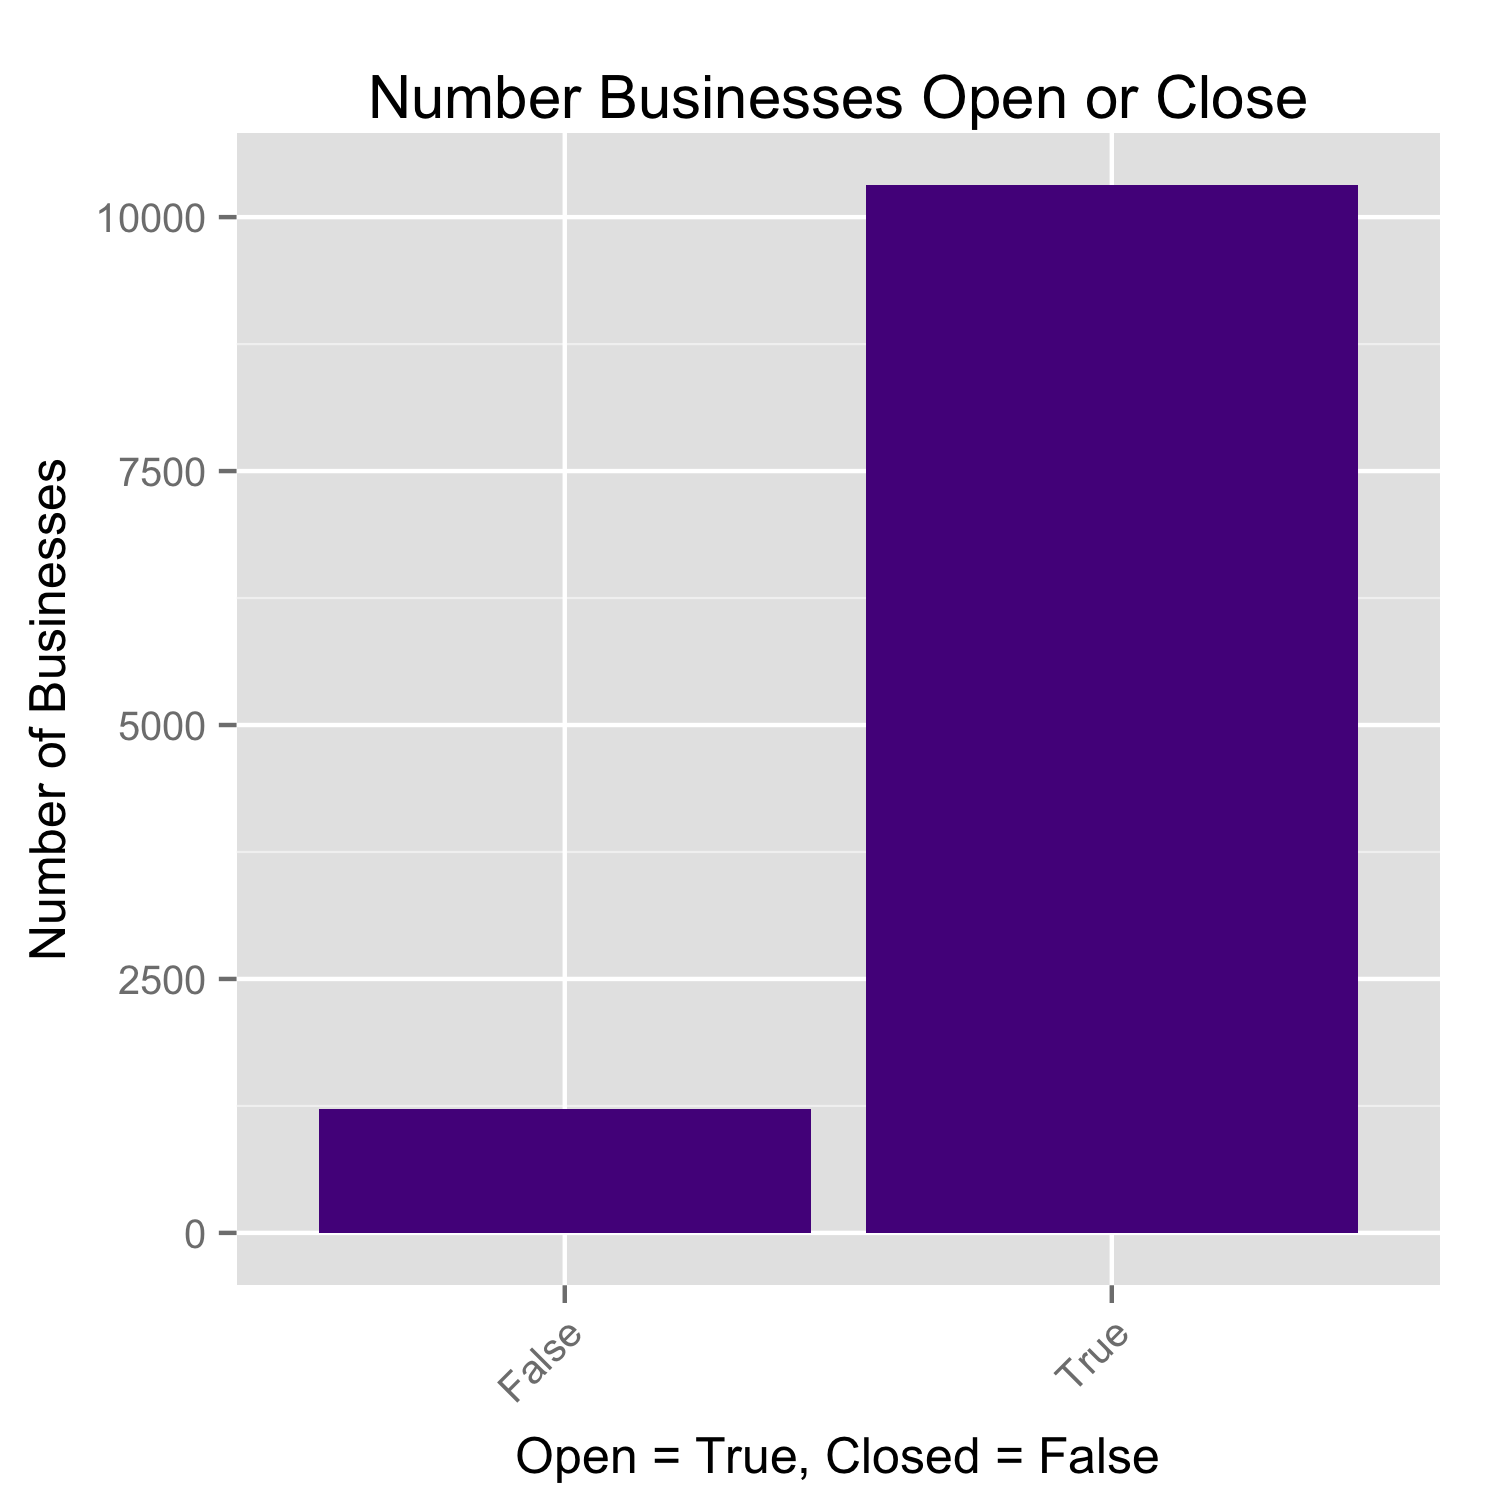 Number Businesses Open or Close
Number of Businesses
10000
7500
5000
2500
0
False
True
Open = True, Closed = False